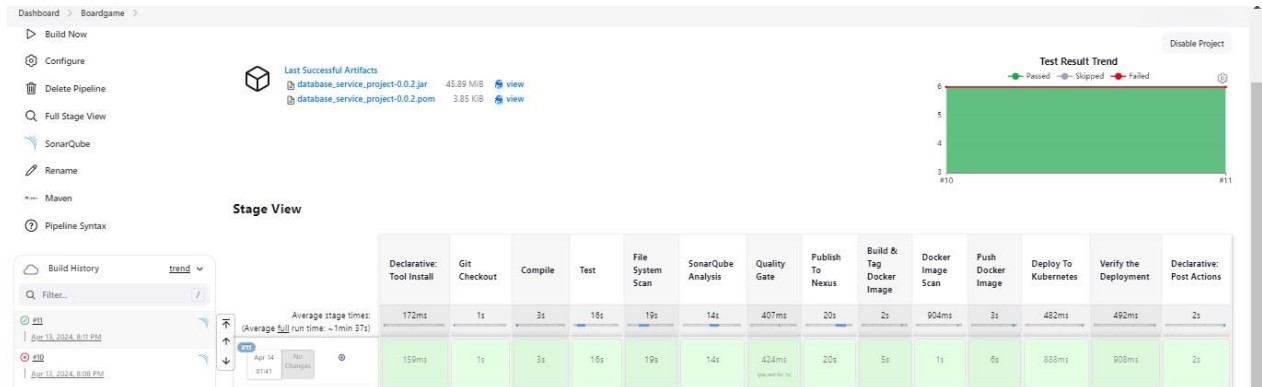 Dashboard > Boardgame >
Build Now
Configure
Delete Pipeline
Full Stage View
SonarQube
Rename
Maven
Pipeline Syntax
Build History trend
Filter... /
#11
Apr 13, 2024, 8:11 PM
#10
Apr 13, 2024, 8:08 PM
Disable Project
Last Successful Artifacts
database_service_project-0.0.2.jar 45.89 MiB view
database_service_project-0.0.2.pom 3.85 KiB view
Test Result Trend
Passed Skipped Failed
6
5
4
3
#10 #11
Stage View
Declarative: Tool Install
Git Checkout
Compile
Test
File System Scan
SonarQube Analysis
Quality Gate
Publish To Nexus
Build & Tag Docker Image
Docker Image Scan
Push Docker Image
Deploy To Kubernetes
Verify the Deployment
Declarative: Post Actions
Average stage times: 172ms 1s 3s 16s 19s 14s 407ms 20s 2s 904ms 3s 482ms 492ms 2s
(Average full run time: ~1min 37s)
#11
Apr 14
01:41
No Changes
159ms 1s 3s 16s 19s 14s 424ms 20s 5s 1s 6s 888ms 908ms 2s
(paused for 1s)